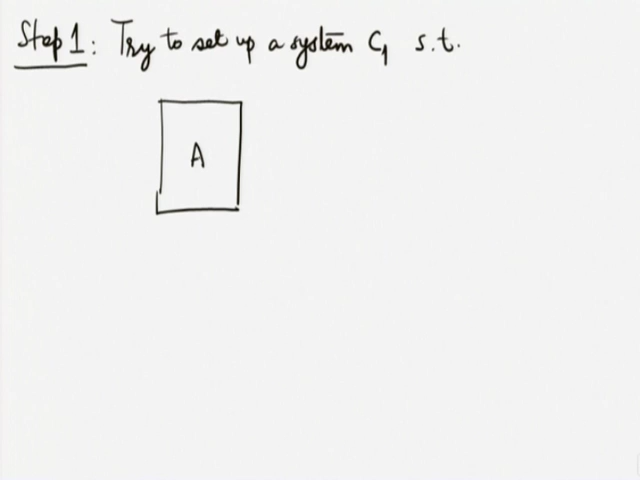 Step 1: Try to set up a system C₁ s.t.
A